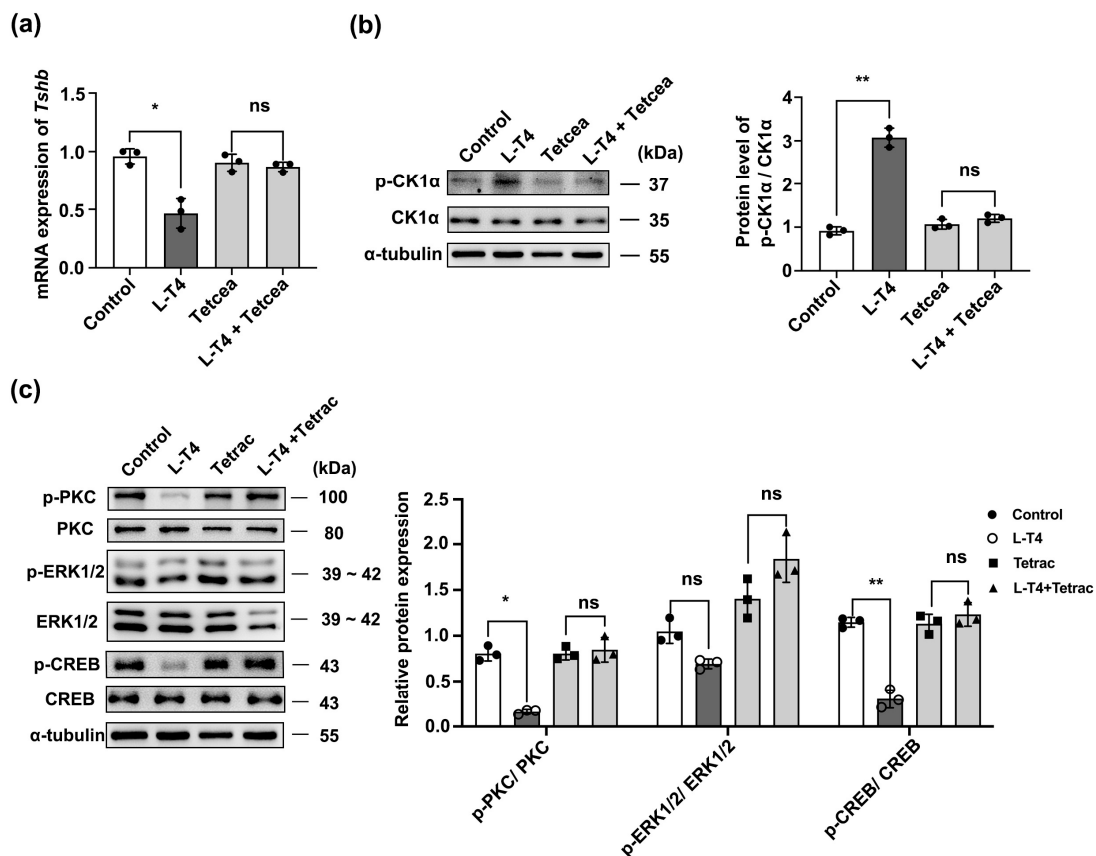 (a)
mRNA expression of Tshb
1.5
1.0
0.5
0.0
*
ns
Control
L-T4
Tetcea
L-T4 + Tetcea
(b)
Control
L-T4
Tetcea
L-T4 + Tetcea
(kDa)
p-CK1α
37
CK1α
35
α-tubulin
55
Protein level of
p-CK1α / CK1α
4
3
2
1
0
**
ns
Control
L-T4
Tetcea
L-T4 + Tetcea
(c)
Control
L-T4
Tetrac
L-T4 +Tetrac
(kDa)
p-PKC
100
PKC
80
p-ERK1/2
39 ~ 42
ERK1/2
39 ~ 42
p-CREB
43
CREB
43
α-tubulin
55
Relative protein expression
2.5
2.0
1.5
1.0
0.5
0.0
*
ns
ns
ns
**
ns
p-PKC/ PKC
p-ERK1/2/ ERK1/2
p-CREB/ CREB
Control
L-T4
Tetrac
L-T4+Tetrac